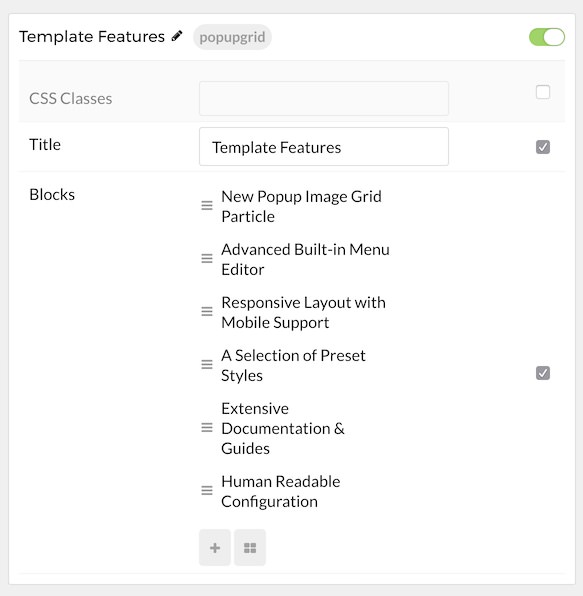 Template Features popupgrid
CSS Classes
Title Template Features
Blocks
New Popup Image Grid
Particle
Advanced Built-in Menu
Editor
Responsive Layout with
Mobile Support
A Selection of Preset
Styles
Extensive
Documentation &
Guides
Human Readable
Configuration